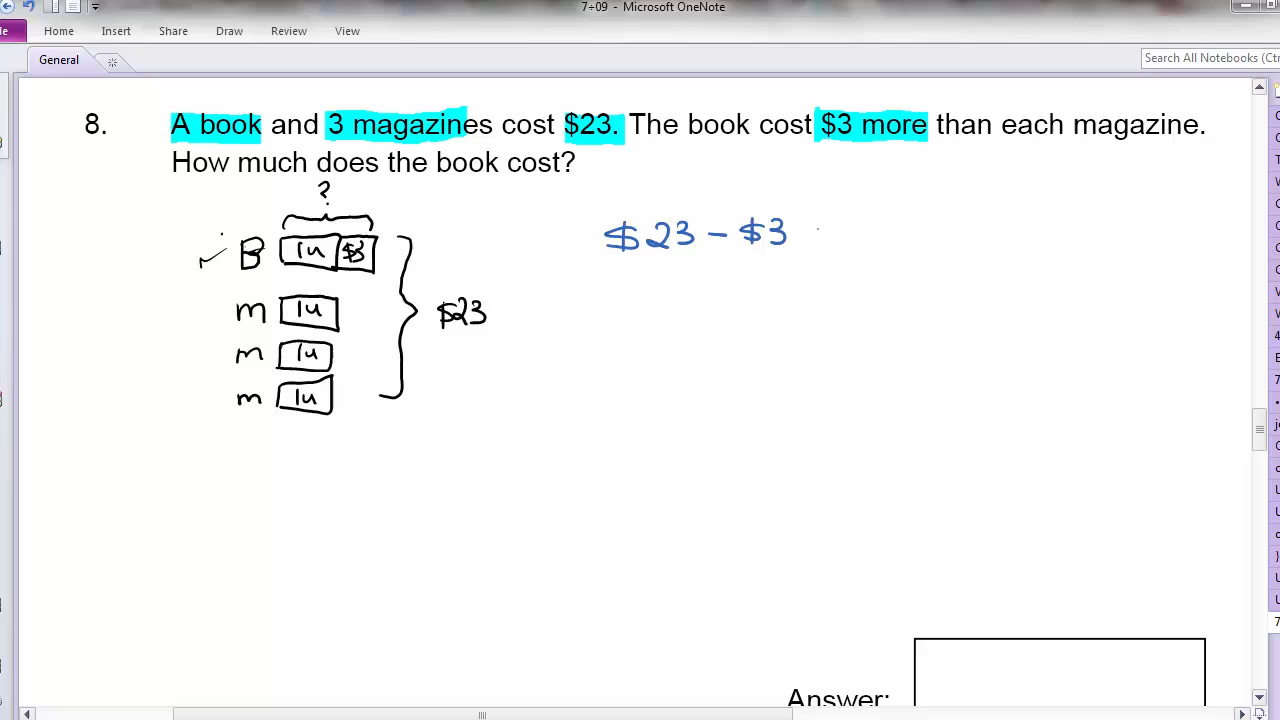 7÷09 - Microsoft OneNote
Home Insert Share Draw Review View
General
Search All Notebooks (Ctr
8. A book and 3 magazines cost $23. The book cost $3 more than each magazine.
How much does the book cost?
?
B 1u $3
m 1u
m 1u
m 1u
$23
$23 - $3
Answer: